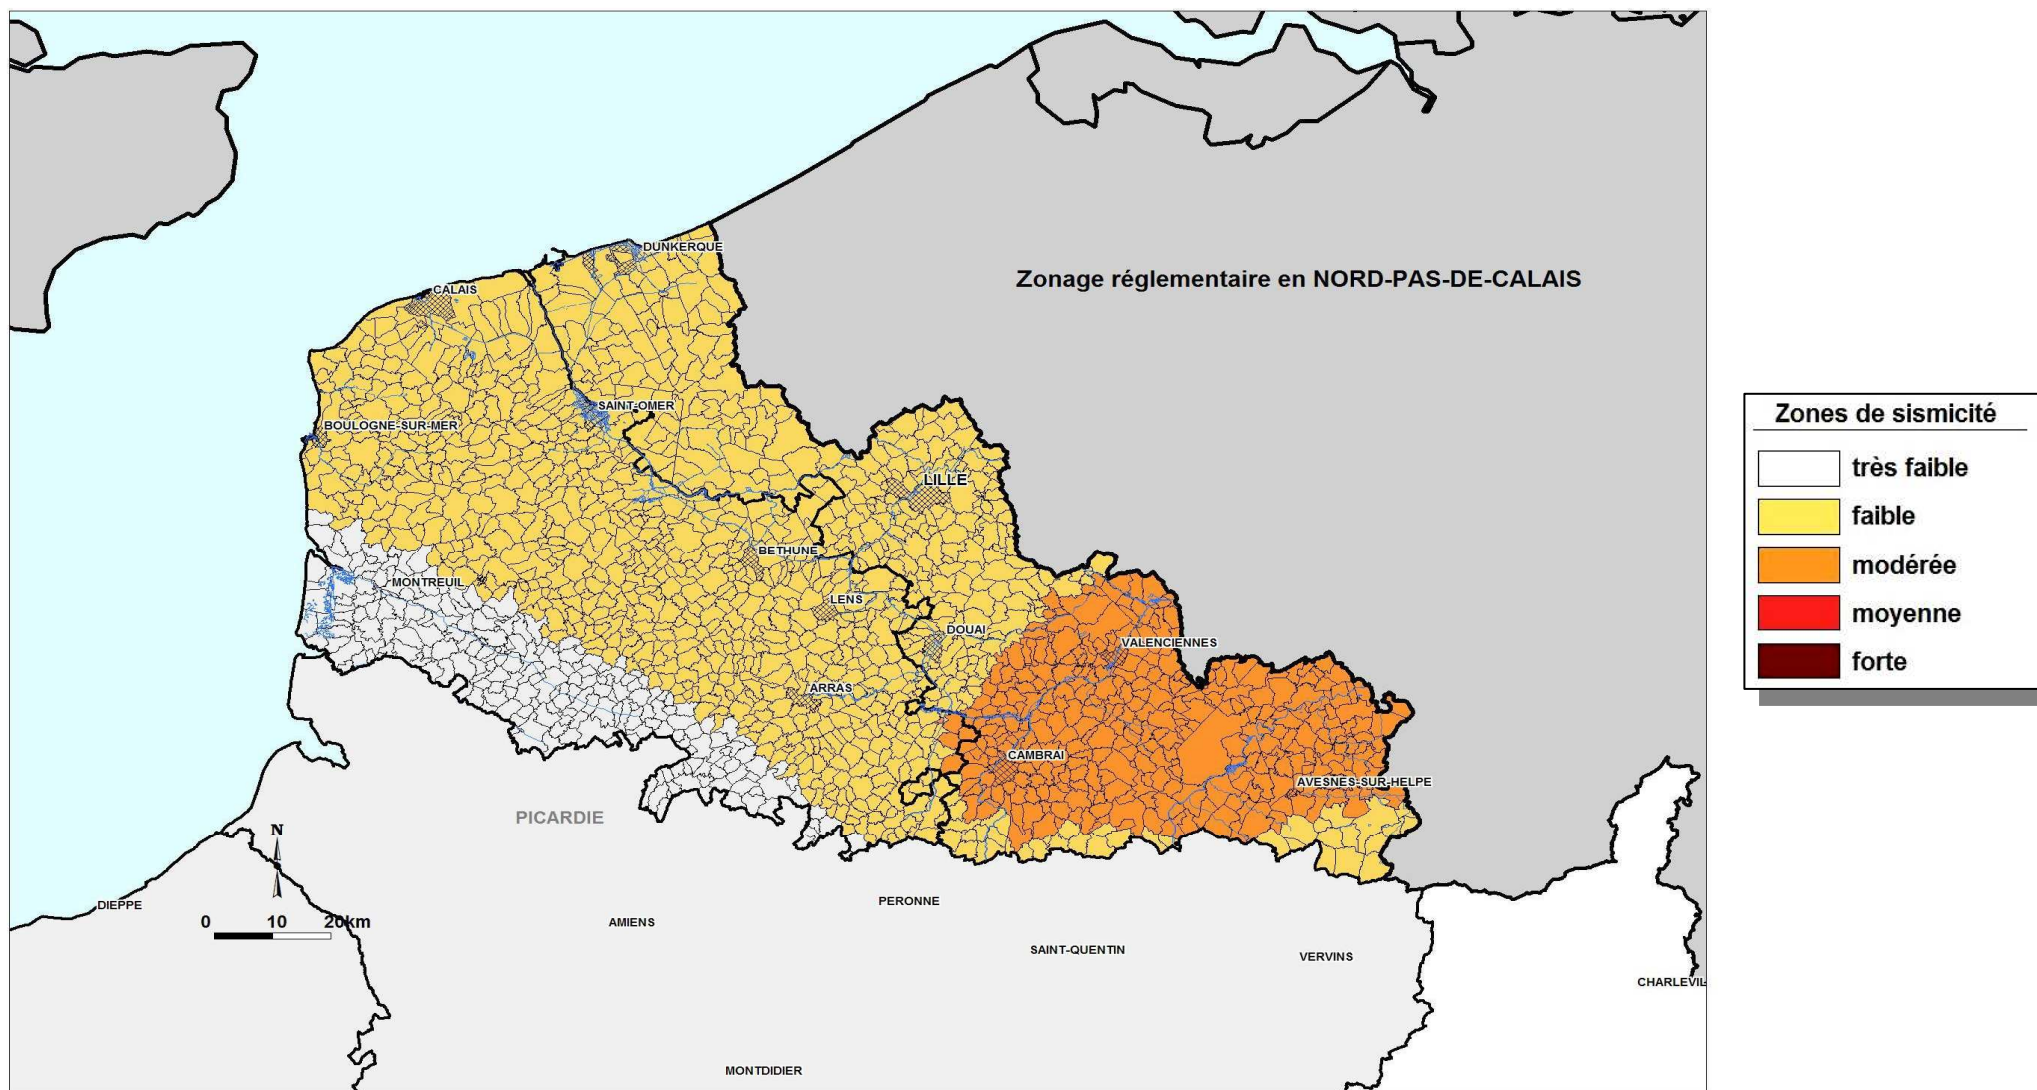 DUNKERQUE
Zonage réglementaire en NORD-PAS-DE-CALAIS
CALAIS
SAINT-OMER
BOULOGNE-SUR-MER
LILLE
BETHUNE
MONTREUIL
LENS
DOUAI
VALENCIENNES
ARRAS
CAMBRAI
AVESNES-SUR-HELPE
PICARDIE
N
DIEPPE
PERONNE
0 10 20km
AMIENS
SAINT-QUENTIN
VERVINS
CHARLEVIL
MONTDIDIER
Zones de sismicité
très faible
faible
modérée
moyenne
forte